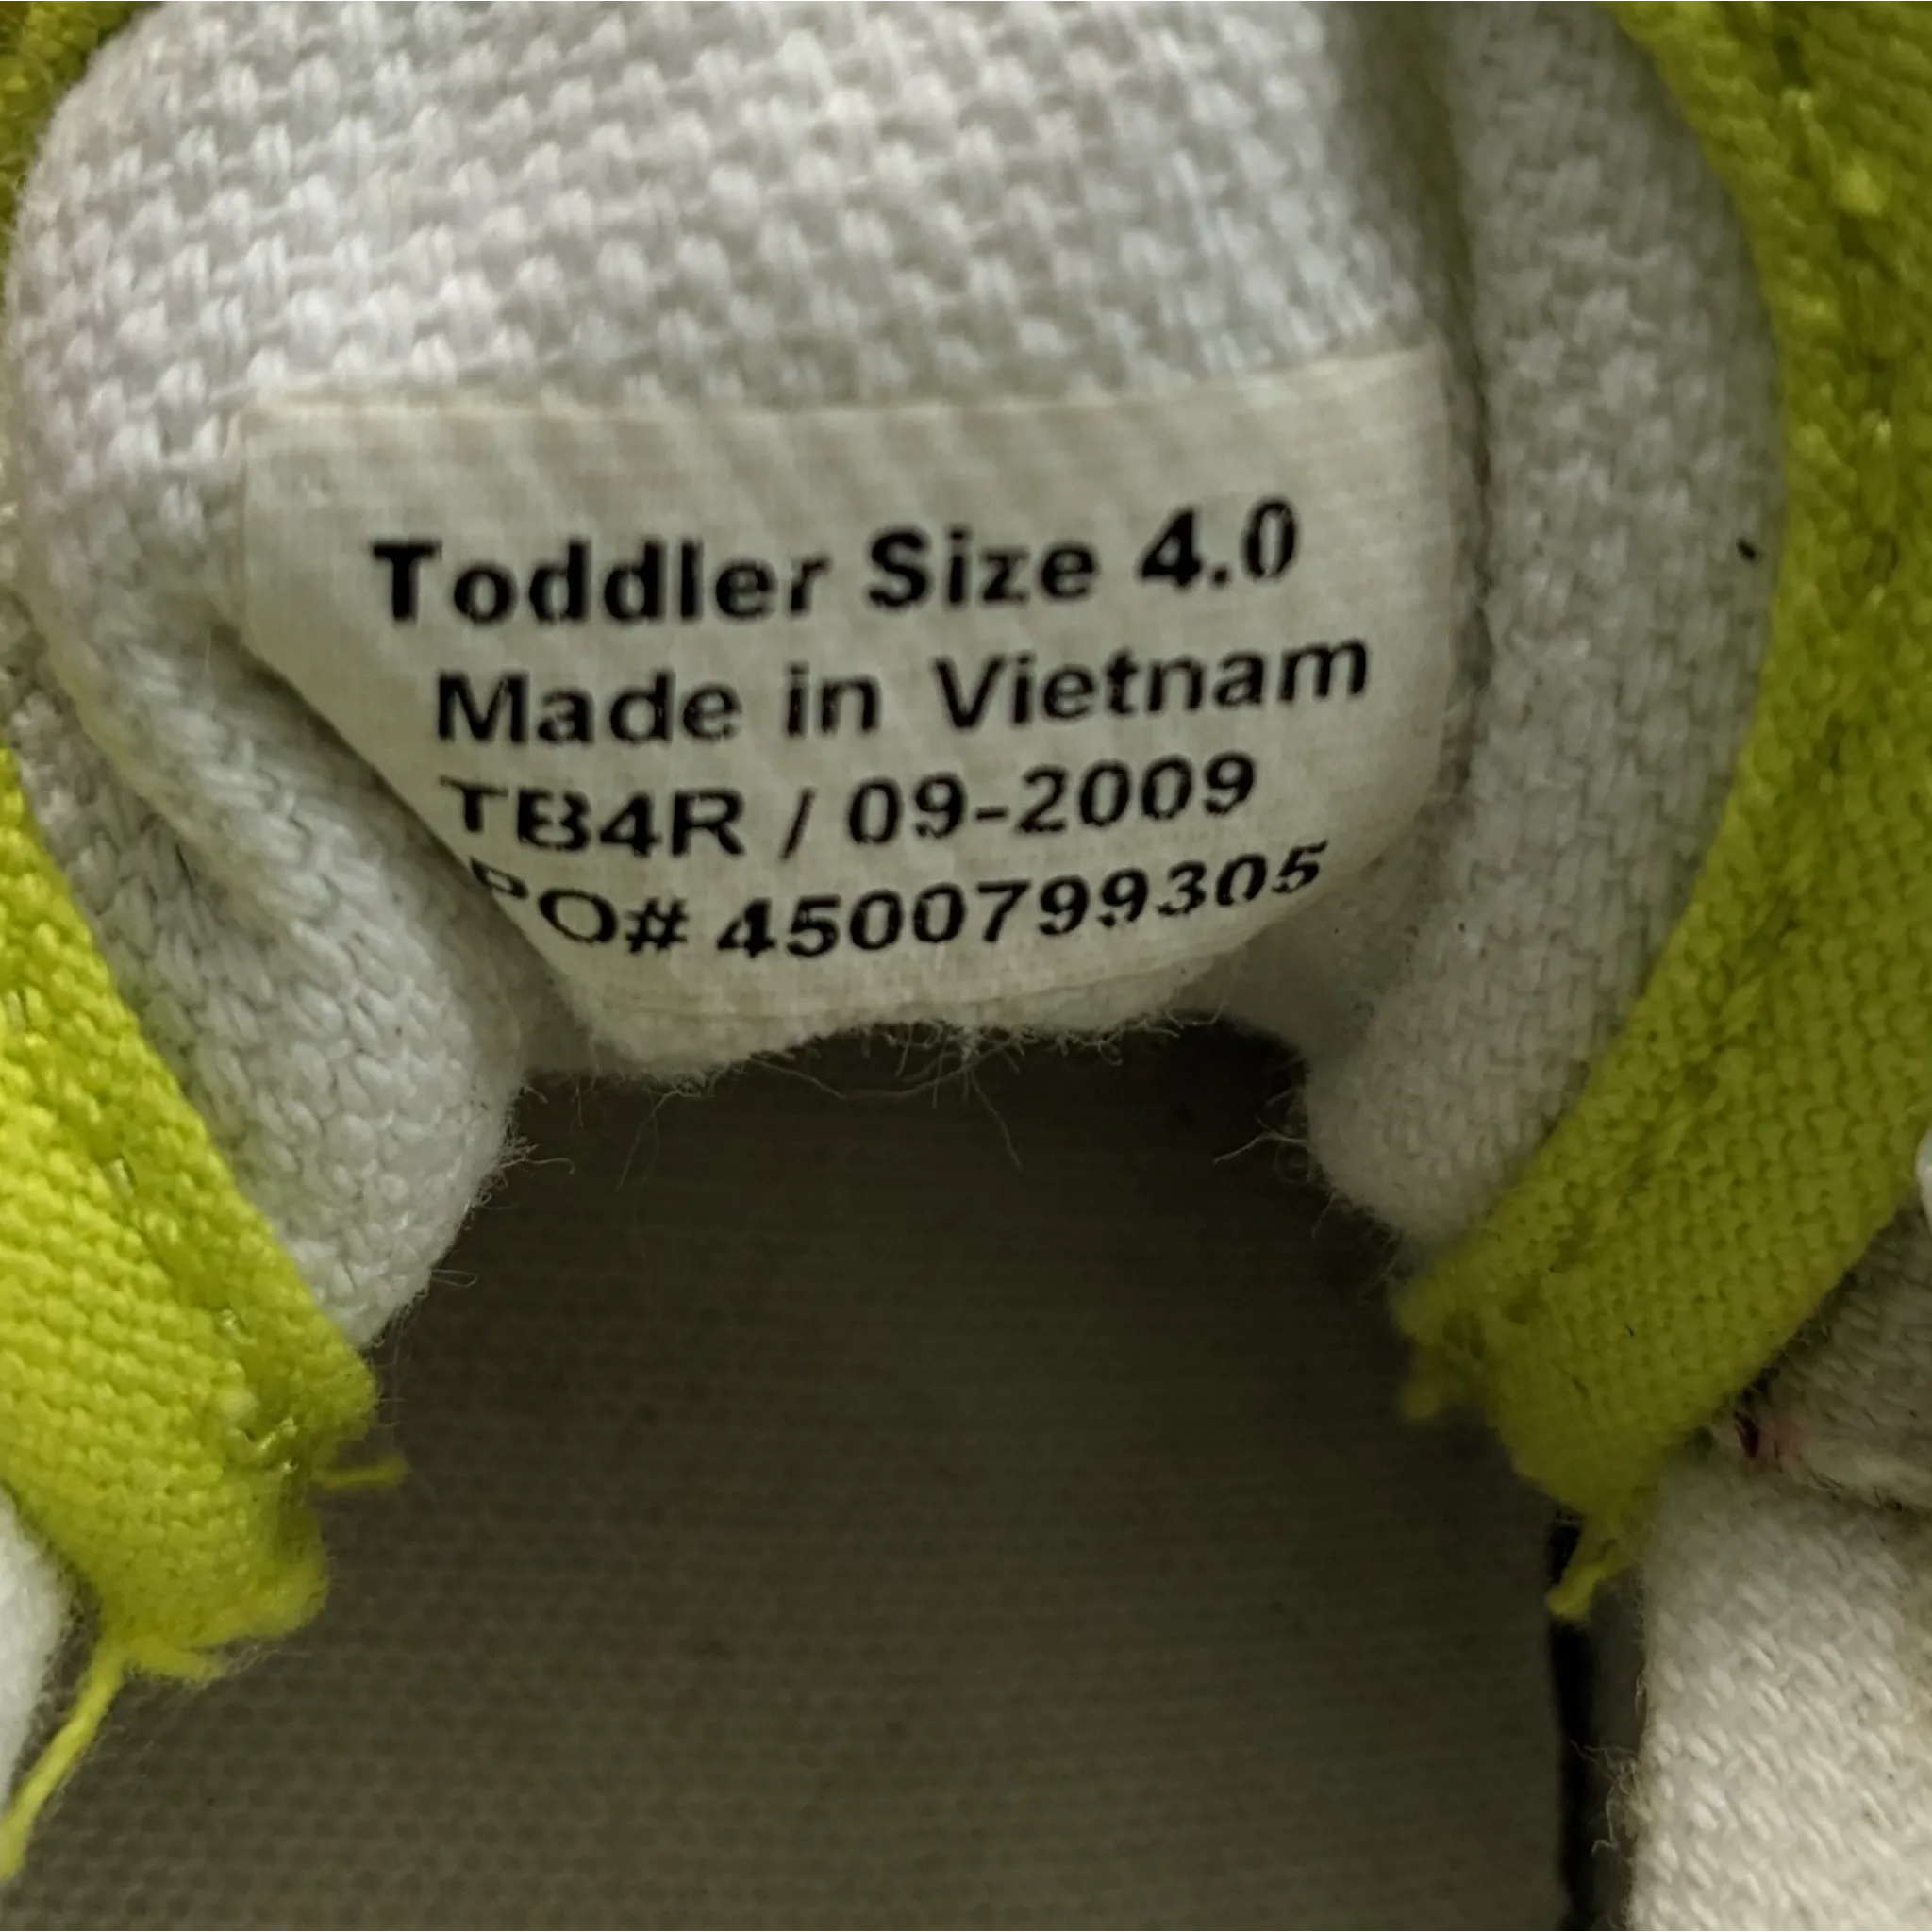 Toddler Size 4.0
Made in Vietnam
TB4R / 09-2009
PO# 4500799305